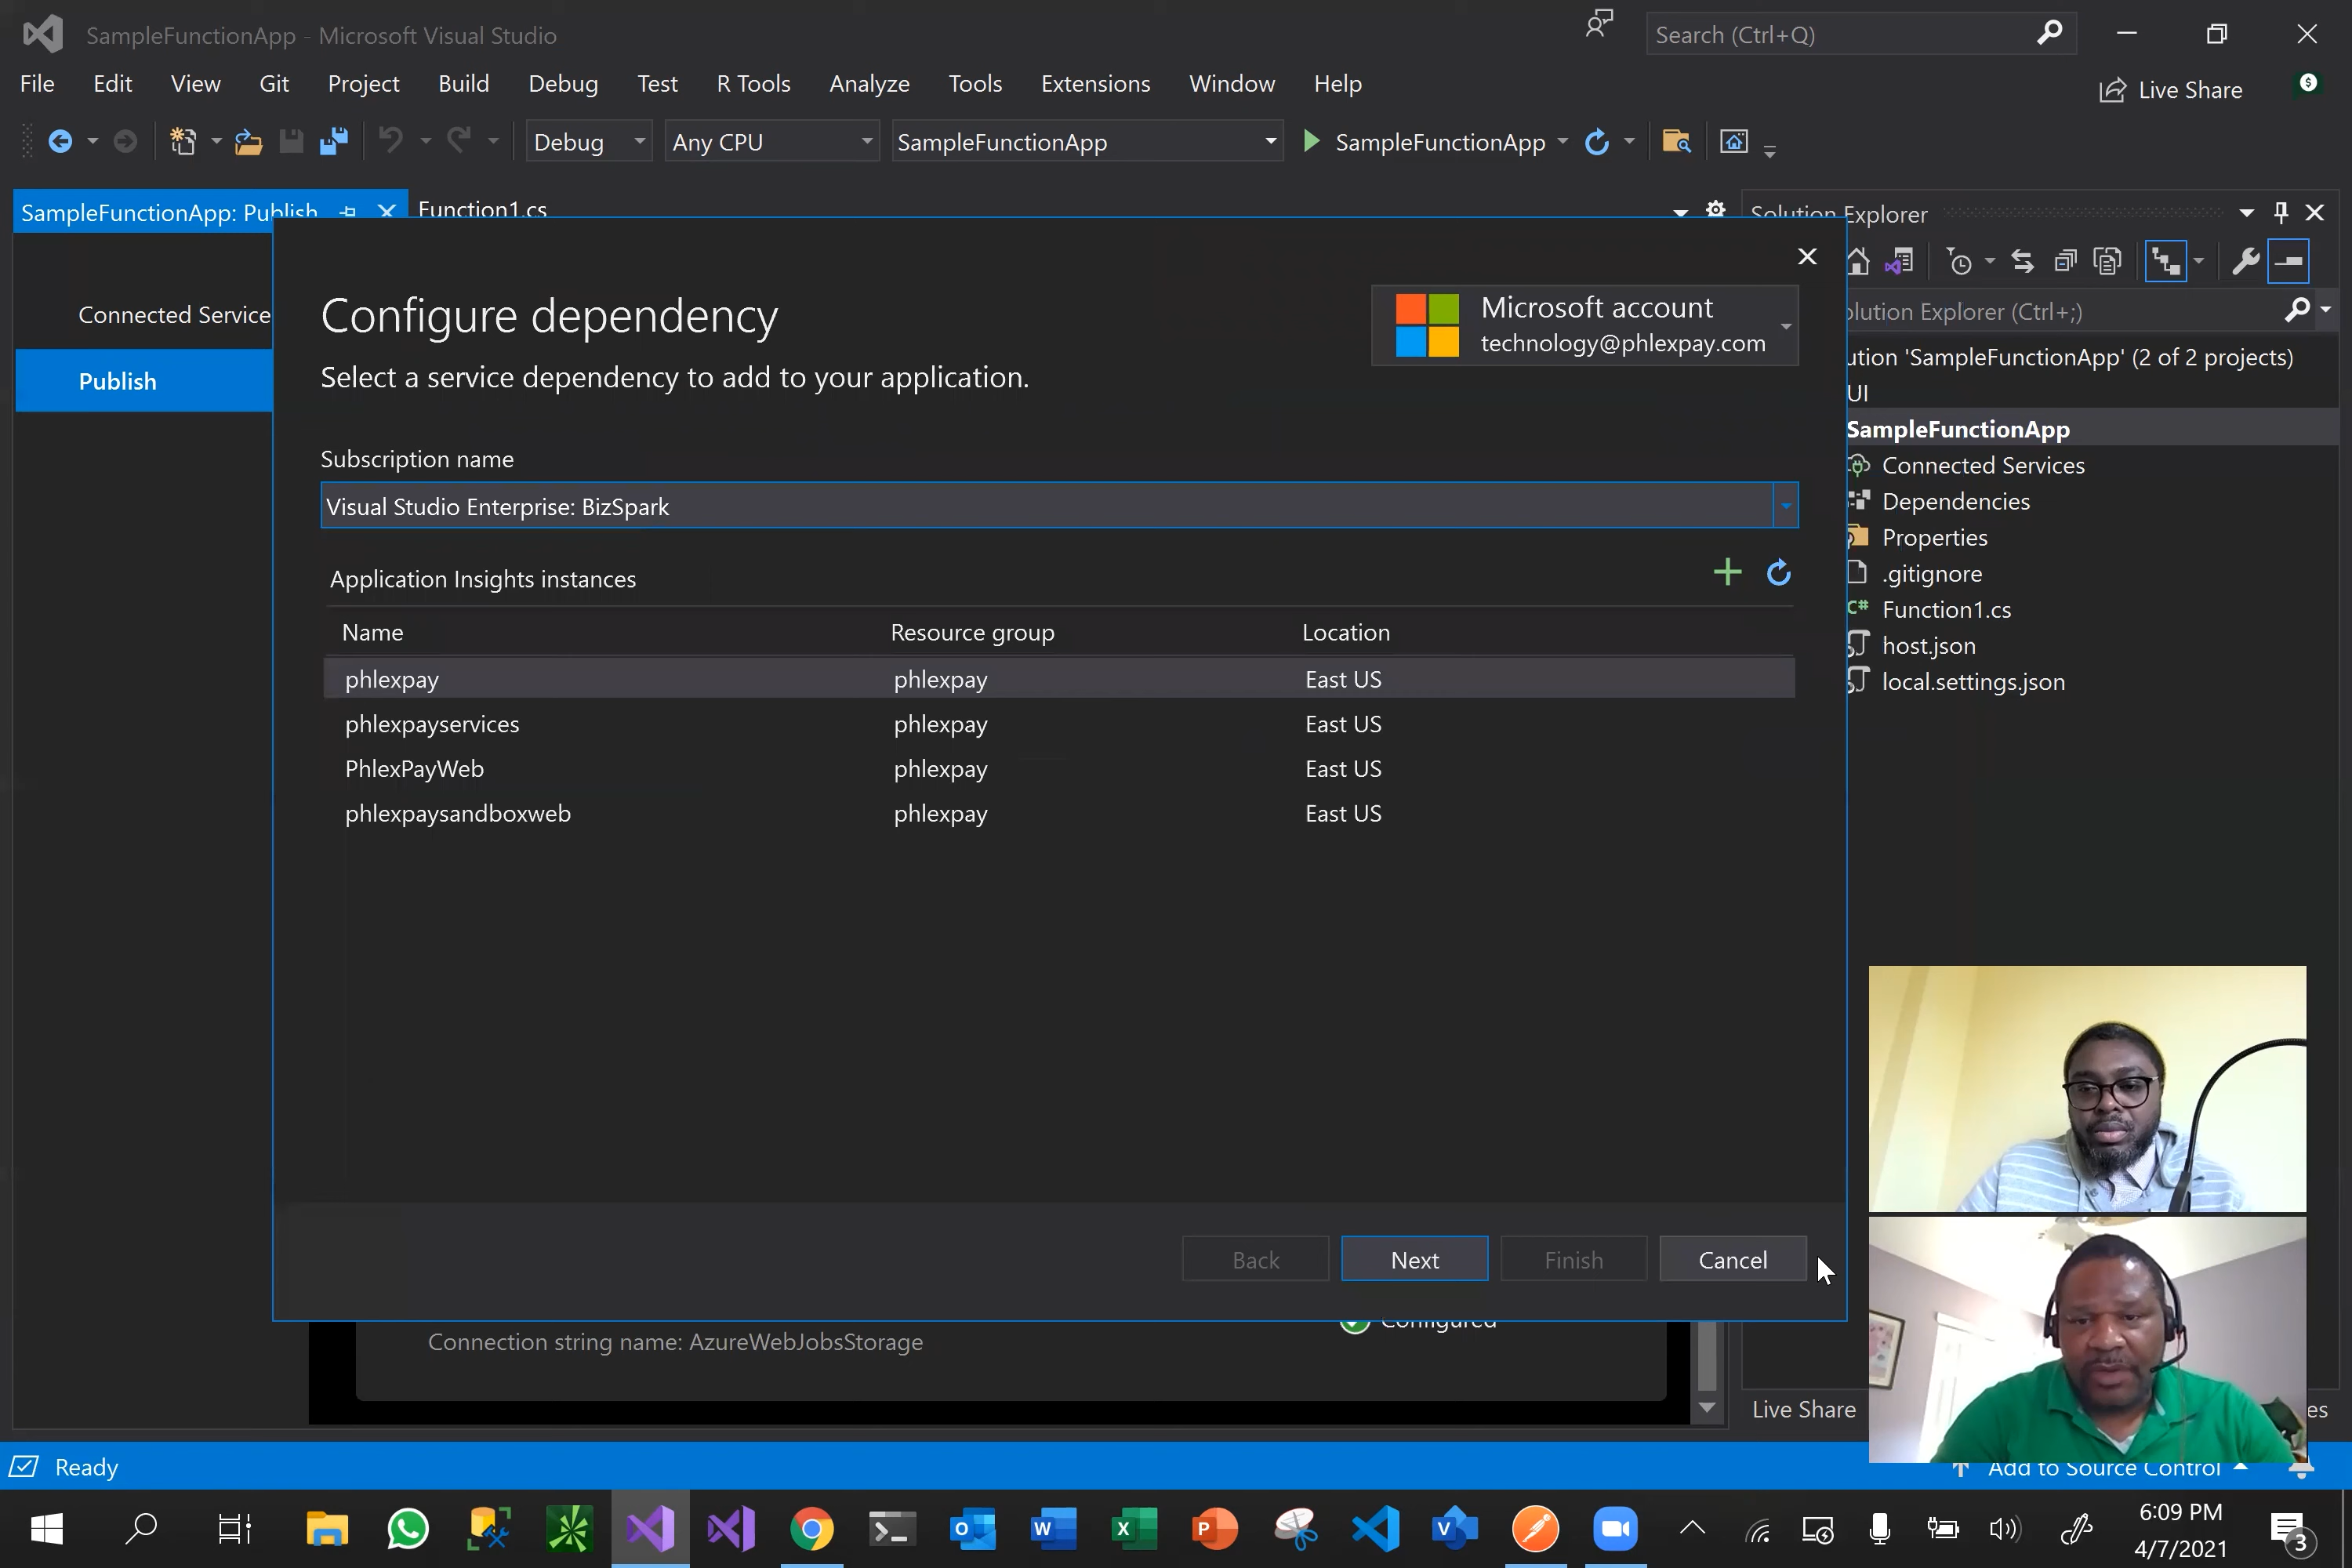 SampleFunctionApp - Microsoft Visual Studio
Search (Ctrl+Q)
File Edit View Git Project Build Debug Test R Tools Analyze Tools Extensions Window Help
Live Share
Debug Any CPU SampleFunctionApp SampleFunctionApp
SampleFunctionApp: Publish Function1.cs
Solution Explorer
Connected Service
Publish
Configure dependency
Select a service dependency to add to your application.
Microsoft account
technology@phlexpay.com
Subscription name
Visual Studio Enterprise: BizSpark
Application Insights instances
Name Resource group Location
phlexpay phlexpay East US
phlexpayservices phlexpay East US
PhlexPayWeb phlexpay East US
phlexpaysandboxweb phlexpay East US
Back Next Finish Cancel
Configured
Connection string name: AzureWebJobsStorage
olution Explorer (Ctrl+;)
ution 'SampleFunctionApp' (2 of 2 projects)
UI
SampleFunctionApp
Connected Services
Dependencies
Properties
.gitignore
C# Function1.cs
host.json
local.settings.json
Live Share
es
Ready
Add to Source Control
6:09 PM
4/7/2021
3